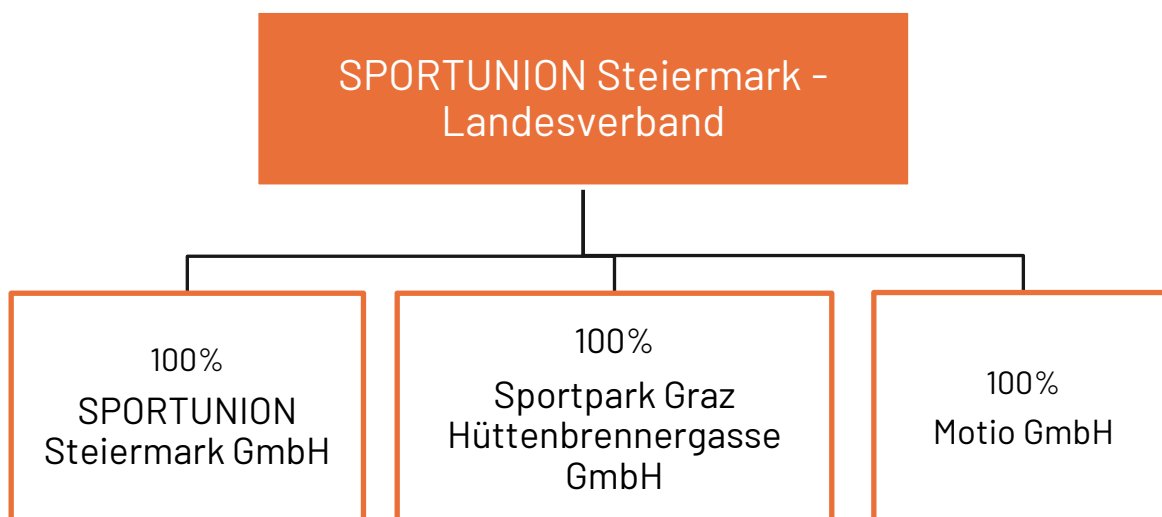 SPORTUNION Steiermark -
Landesverband
100%
SPORTUNION
Steiermark GmbH
100%
Sportpark Graz
Hüttenbrennergasse
GmbH
100%
Motio GmbH